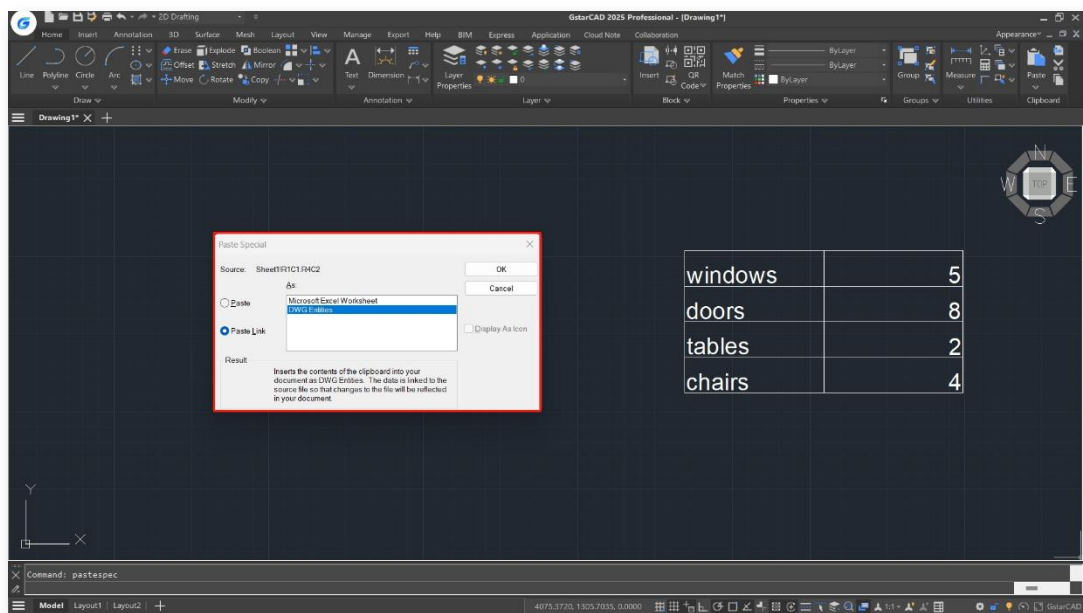 2D Drafting
GstarCAD 2025 Professional - [Drawing1*]
Home Insert Annotation 3D Surface Mesh Layout View Manage Export Help BIM Express Application Cloud Note Collaboration Appearance
Erase Explode Boolean
Offset Stretch Mirror
Move Rotate Copy
Line Polyline Circle Arc Text Dimension Layer Properties 0 Insert QR Code Match Properties ByLayer ByLayer ByLayer Group Measure Paste
Draw Modify Annotation Layer Block Properties Groups Utilities Clipboard
Drawing1*
N
W TOP E
S
Paste Special
Source: Sheet1!R1C1:R4C2
OK
As:
Cancel
Paste
Microsoft Excel Worksheet
DWG Entities
Paste Link
Display As Icon
Result
Inserts the contents of the clipboard into your
document as DWG Entities. The data is linked to the
source file so that changes to the file will be reflected
in your document.
windows 5
doors 8
tables 2
chairs 4
Y
X
Command: pastespec
Model Layout1 Layout2 4075.3720, 1305.7035, 0.0000 1:1 GstarCAD